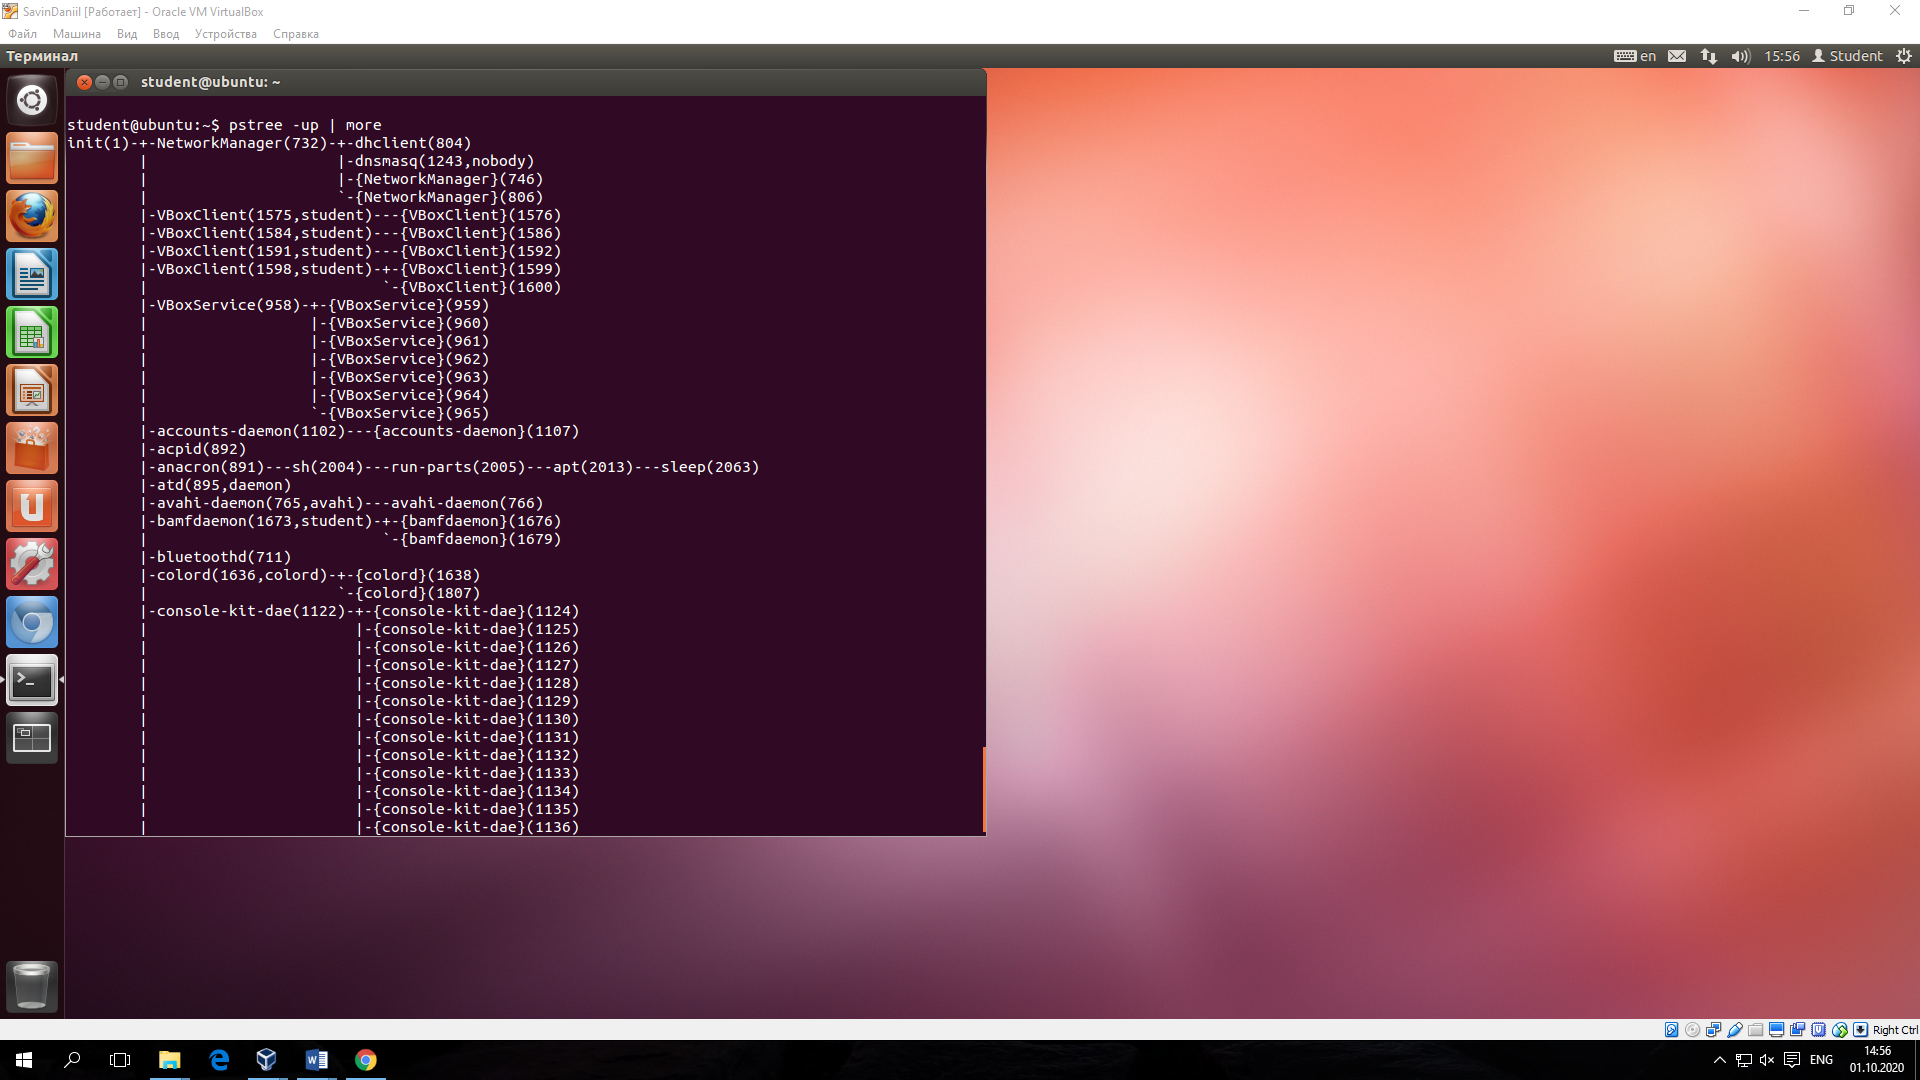 SavinDaniil [Работает] - Oracle VM VirtualBox
Файл Машина Вид Ввод Устройства Справка
Терминал en 15:56 Student
student@ubuntu: ~
student@ubuntu:~$ pstree -up | more
init(1)-+-NetworkManager(732)-+-dhclient(804)
        |                     |-dnsmasq(1243,nobody)
        |                     |-{NetworkManager}(746)
        |                     `-{NetworkManager}(806)
        |-VBoxClient(1575,student)---{VBoxClient}(1576)
        |-VBoxClient(1584,student)---{VBoxClient}(1586)
        |-VBoxClient(1591,student)---{VBoxClient}(1592)
        |-VBoxClient(1598,student)-+-{VBoxClient}(1599)
        |                          `-{VBoxClient}(1600)
        |-VBoxService(958)-+-{VBoxService}(959)
        |                  |-{VBoxService}(960)
        |                  |-{VBoxService}(961)
        |                  |-{VBoxService}(962)
        |                  |-{VBoxService}(963)
        |                  |-{VBoxService}(964)
        |                  `-{VBoxService}(965)
        |-accounts-daemon(1102)---{accounts-daemon}(1107)
        |-acpid(892)
        |-anacron(891)---sh(2004)---run-parts(2005)---apt(2013)---sleep(2063)
        |-atd(895,daemon)
        |-avahi-daemon(765,avahi)---avahi-daemon(766)
        |-bamfdaemon(1673,student)-+-{bamfdaemon}(1676)
        |                          `-{bamfdaemon}(1679)
        |-bluetoothd(711)
        |-colord(1636,colord)-+-{colord}(1638)
        |                     `-{colord}(1807)
        |-console-kit-dae(1122)-+-{console-kit-dae}(1124)
        |                       |-{console-kit-dae}(1125)
        |                       |-{console-kit-dae}(1126)
        |                       |-{console-kit-dae}(1127)
        |                       |-{console-kit-dae}(1128)
        |                       |-{console-kit-dae}(1129)
        |                       |-{console-kit-dae}(1130)
        |                       |-{console-kit-dae}(1131)
        |                       |-{console-kit-dae}(1132)
        |                       |-{console-kit-dae}(1133)
        |                       |-{console-kit-dae}(1134)
        |                       |-{console-kit-dae}(1135)
        |                       |-{console-kit-dae}(1136)
Right Ctrl
ENG
14:56
01.10.2020